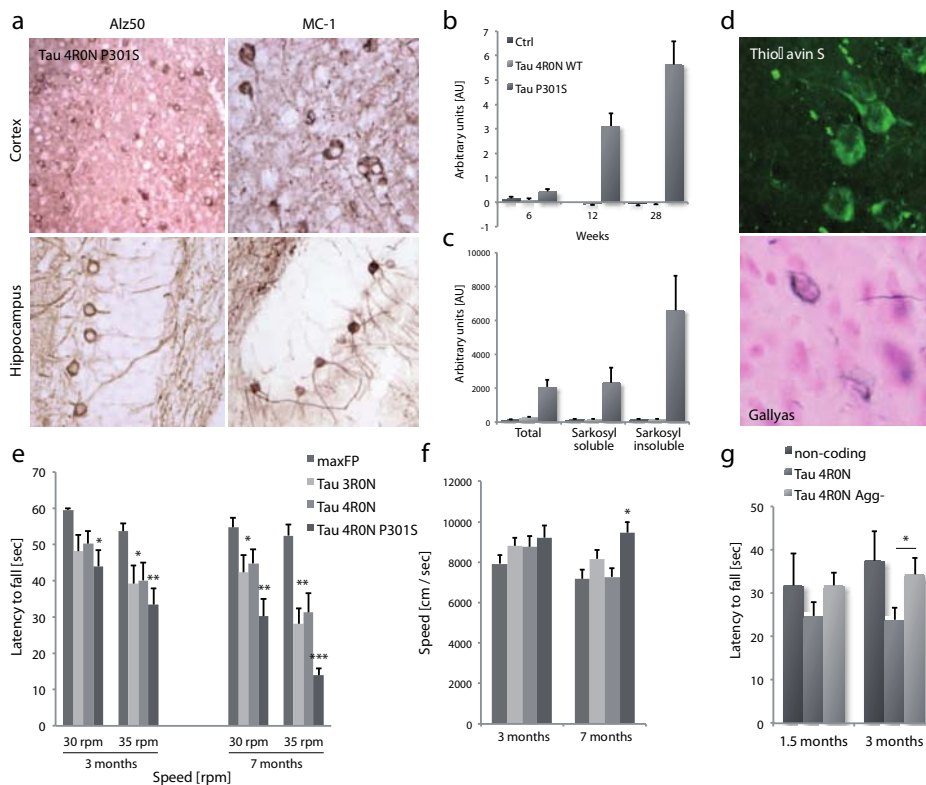 a
Alz50
MC-1
Tau 4R0N P301S
Cortex
Hippocampus
b
Arbitrary units [AU]
7
6
5
4
3
2
1
0
-1
Ctrl
Tau 4R0N WT
Tau P301S
6 12 28
Weeks
c
Arbitrary units [AU]
10000
8000
6000
4000
2000
0
Total
Sarkosyl
soluble
Sarkosyl
insoluble
d
Gallyas
e
Latency to fall [sec]
60
50
40
30
20
10
0
maxFP
Tau 3R0N
Tau 4R0N
Tau 4R0N P301S
* * ** * ** ** ***
30 rpm 35 rpm 30 rpm 35 rpm
3 months 7 months
Speed [rpm]
f
Speed [cm / sec]
12000
10000
8000
6000
4000
2000
0
*
3 months 7 months
g
non-coding
Tau 4R0N
Tau 4R0N Agg-
Latency to fall [sec]
50
40
30
20
10
0
*
1.5 months 3 months